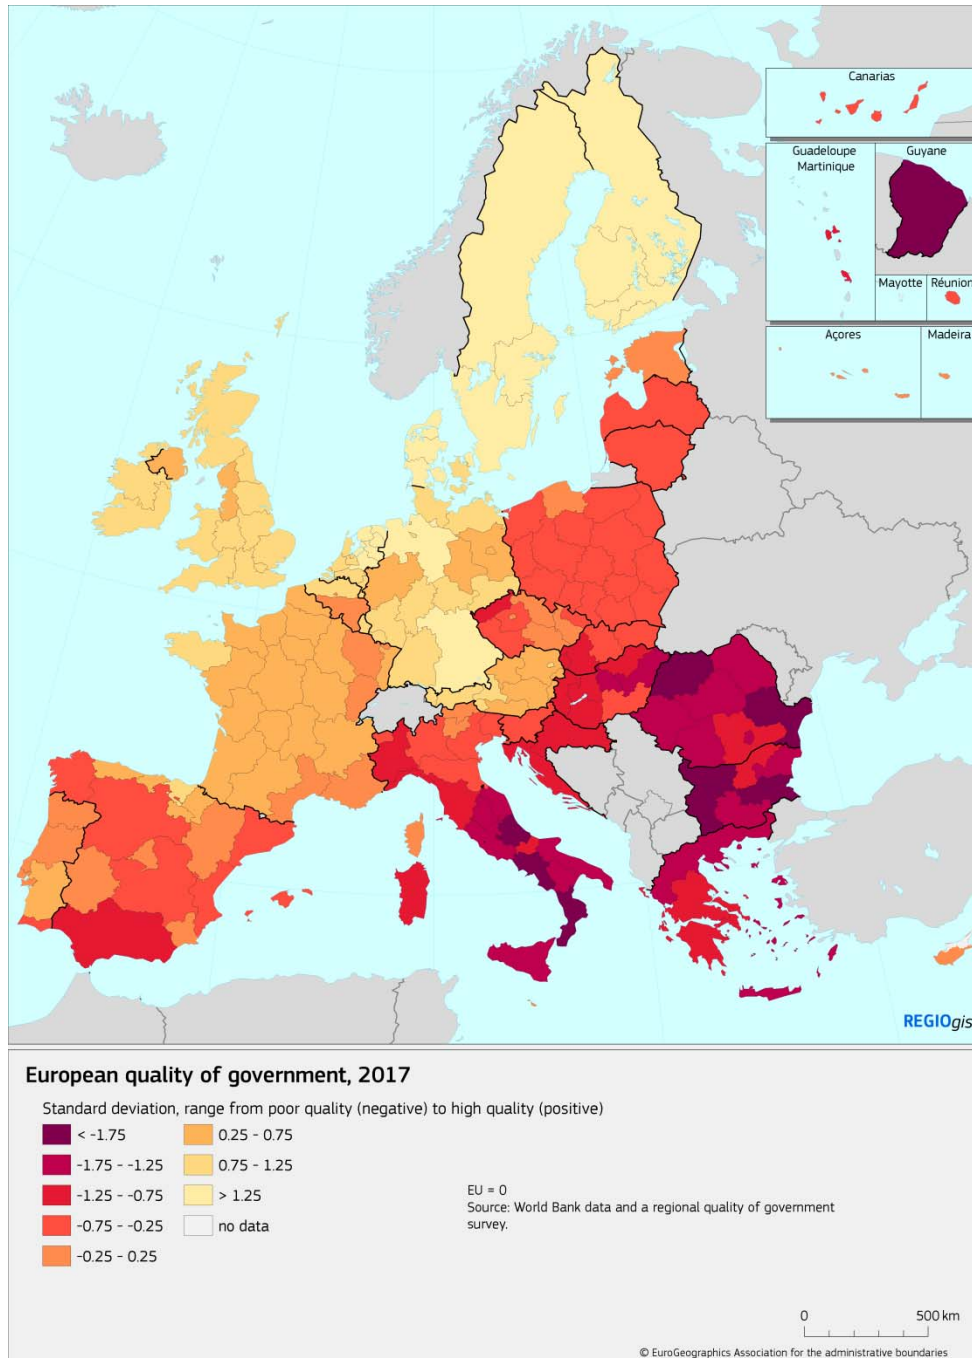 Canarias
Guadeloupe
Martinique
Guyane
Mayotte
Réunion
Açores
Madeira
REGIOgis
European quality of government, 2017
Standard deviation, range from poor quality (negative) to high quality (positive)
< -1.75
-1.75 - -1.25
-1.25 - -0.75
-0.75 - -0.25
-0.25 - 0.25
0.25 - 0.75
0.75 - 1.25
> 1.25
no data
EU = 0
Source: World Bank data and a regional quality of government
survey.
0 500 km
© EuroGeographics Association for the administrative boundaries